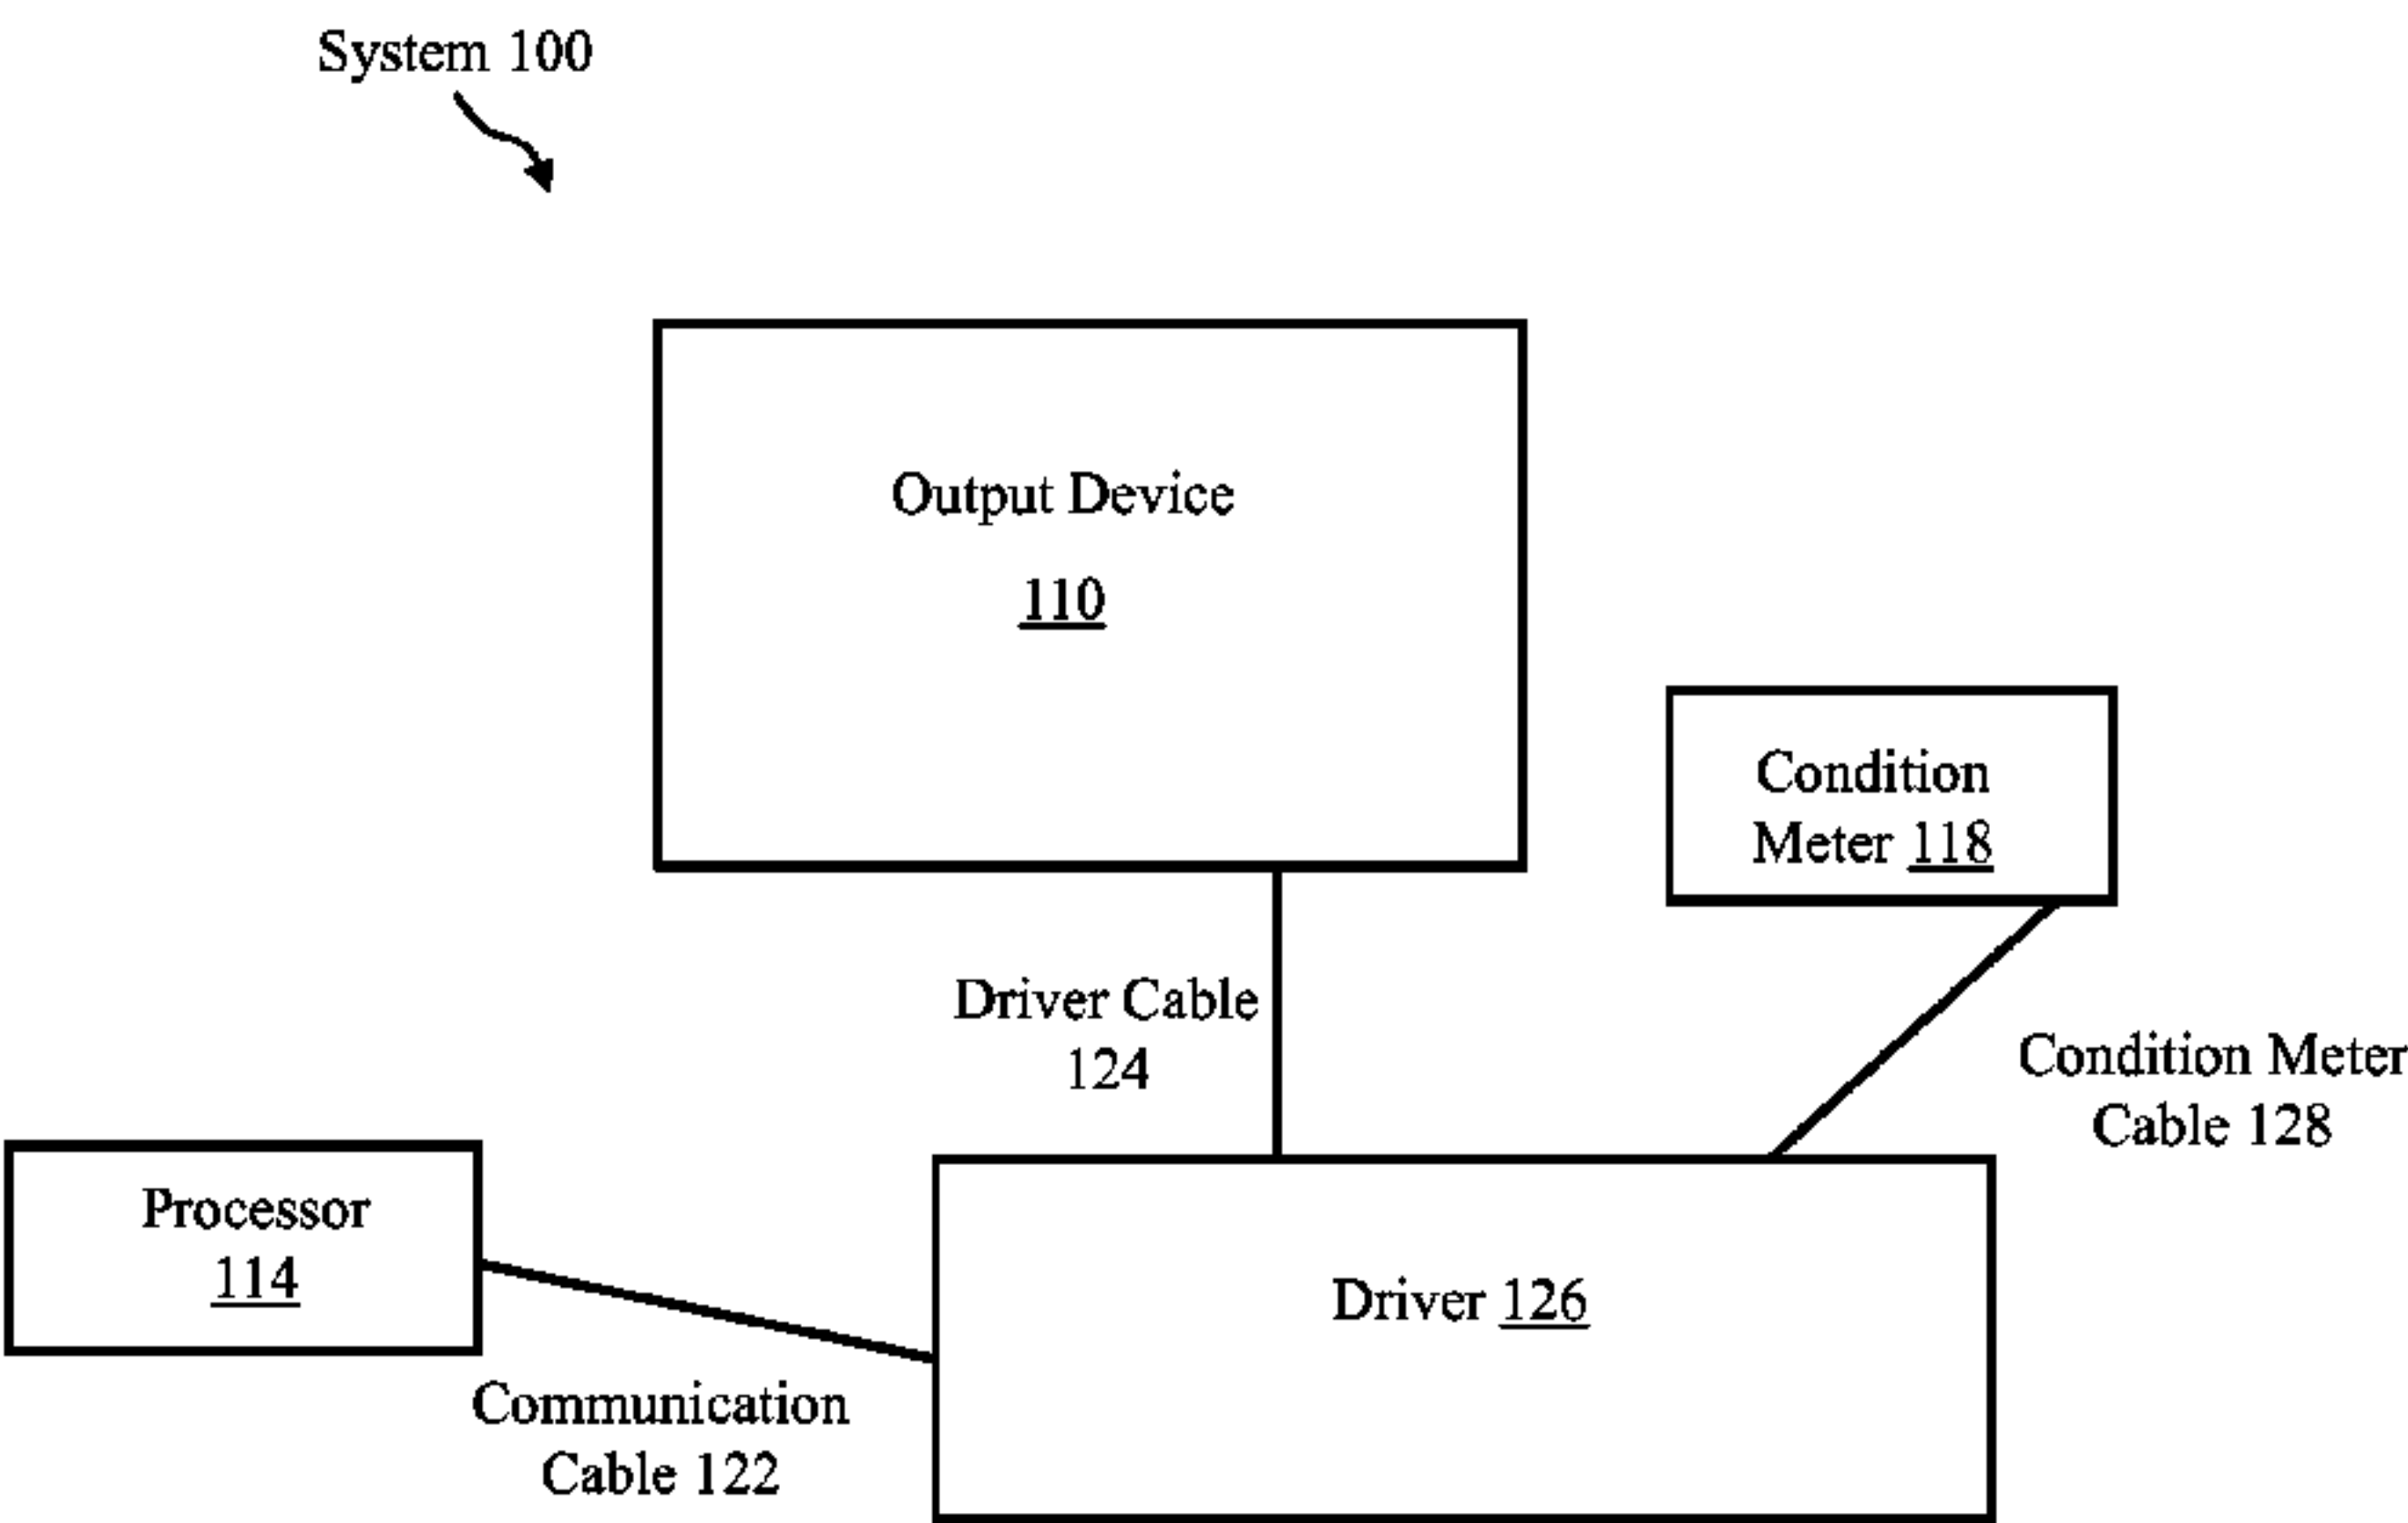 System 100
Output Device
110
Condition
Meter 118
Driver Cable
124
Condition Meter
Cable 128
Processor
114
Driver 126
Communication
Cable 122